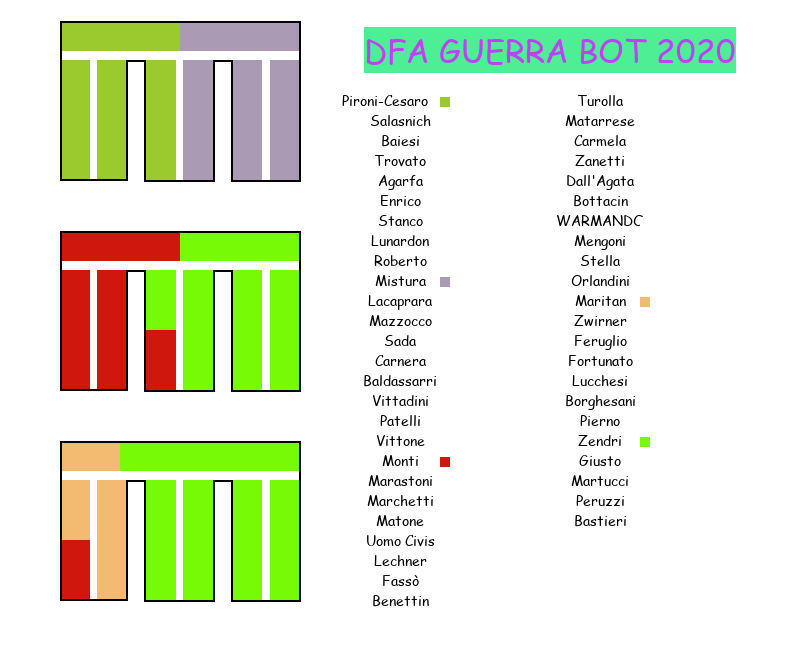 DFA GUERRA BOT 2020
Pironi-Cesaro
Salasnich
Baiesi
Trovato
Agarfa
Enrico
Stanco
Lunardon
Roberto
Mistura
Lacaprara
Mazzocco
Sada
Carnera
Baldassarri
Vittadini
Patelli
Vittone
Monti
Marastoni
Marchetti
Matone
Uomo Civis
Lechner
Fassò
Benettin
Turolla
Matarrese
Carmela
Zanetti
Dall'Agata
Bottacin
WARMANDC
Mengoni
Stella
Orlandini
Maritan
Zwirner
Feruglio
Fortunato
Lucchesi
Borghesani
Pierno
Zendri
Giusto
Martucci
Peruzzi
Bastieri